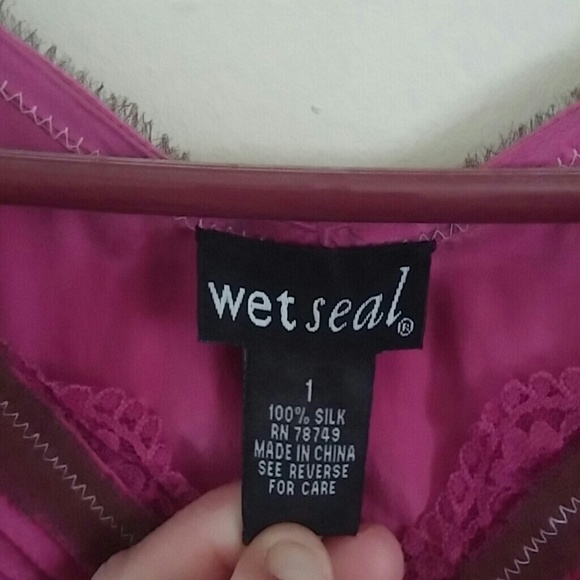 wet seal®
1
100% SILK
RN 78749
MADE IN CHINA
SEE REVERSE
FOR CARE